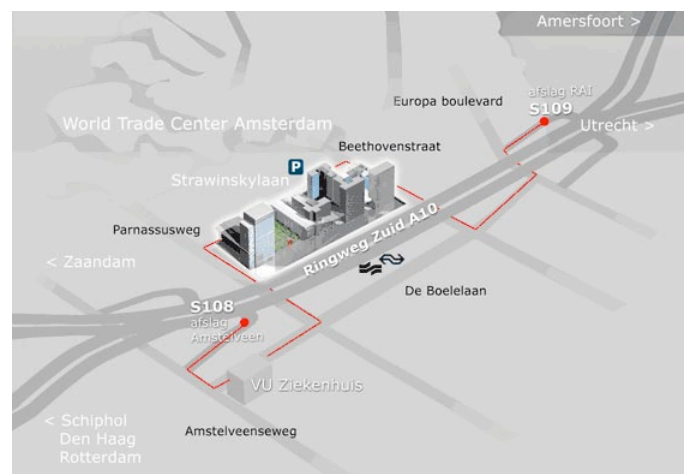 Amersfoort >
afslag RAI
S109
Europa boulevard
Utrecht >
World Trade Center Amsterdam
Beethovenstraat
P
Strawinskylaan
Parnassusweg
Ringweg Zuid A10
< Zaandam
De Boelelaan
S108
afslag
Amstelveen
VU Ziekenhuis
< Schiphol
Den Haag
Rotterdam
Amstelveenseweg